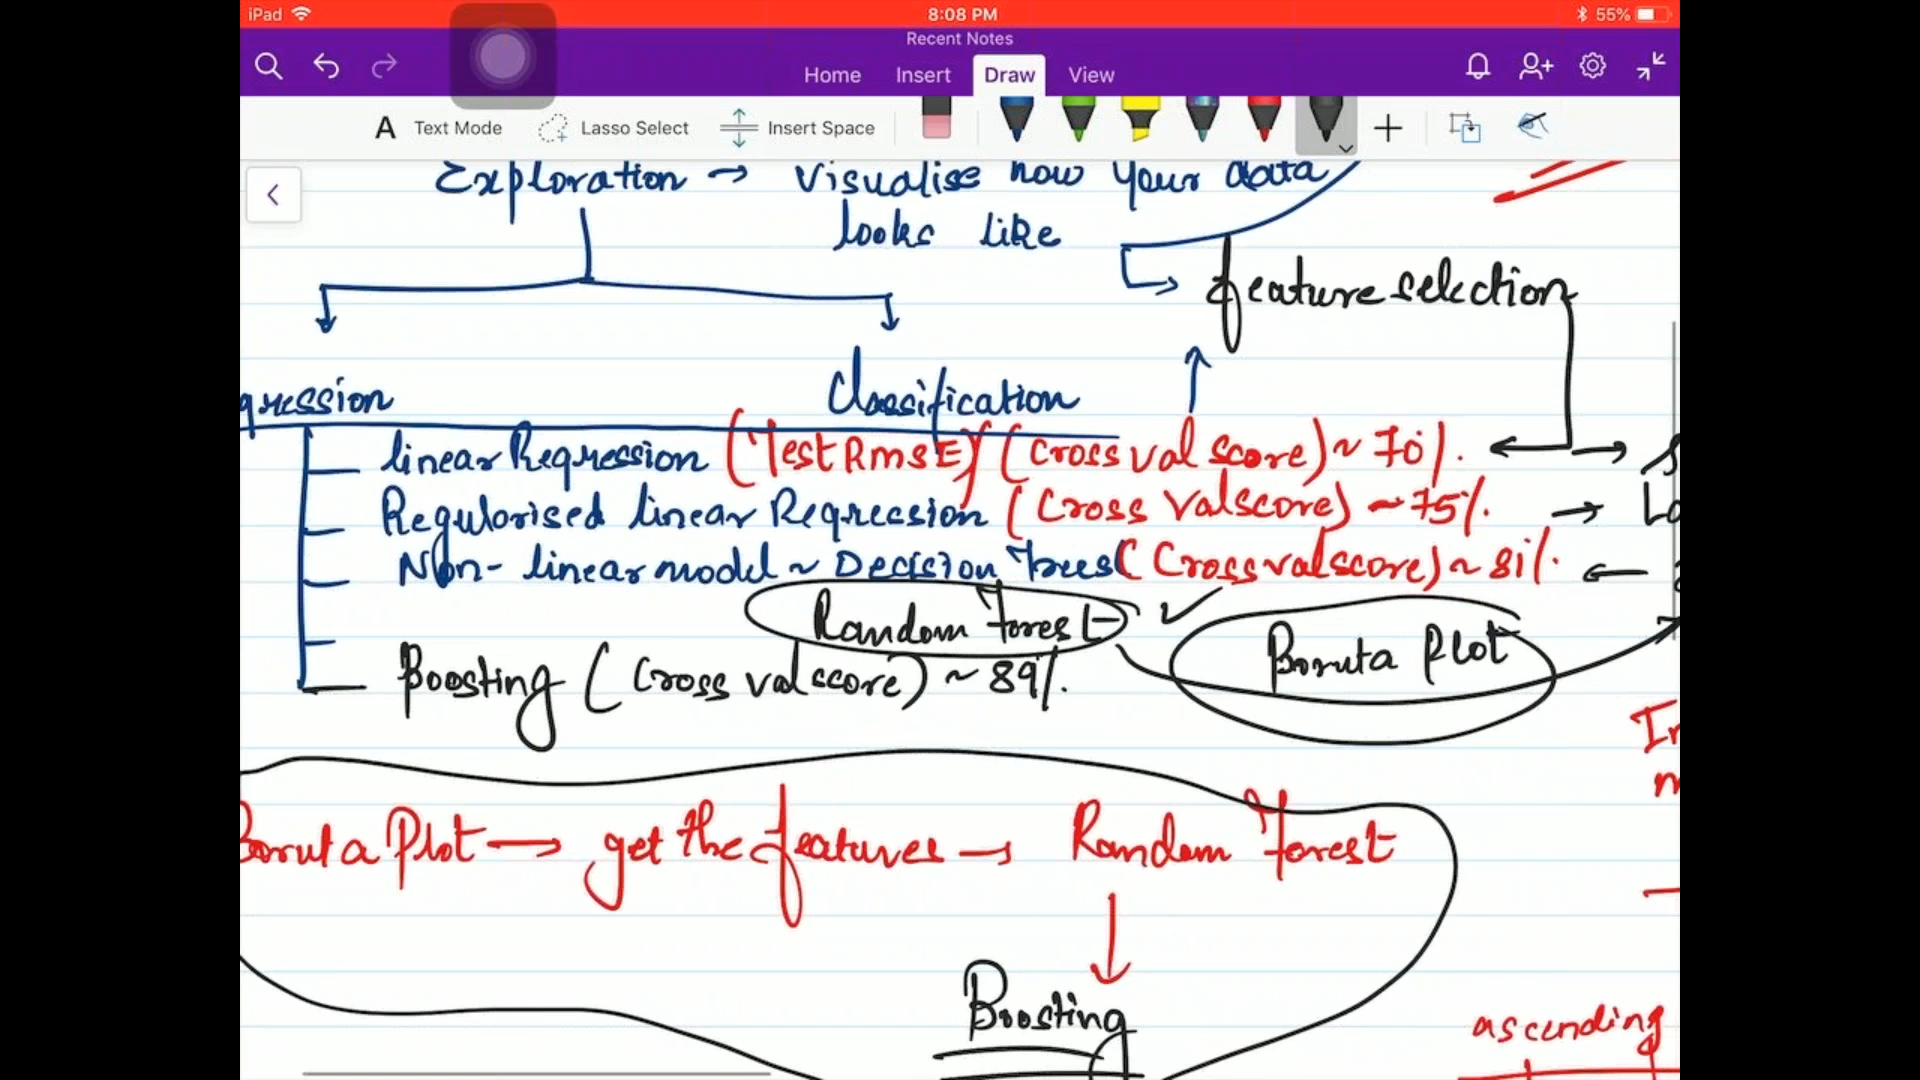 iPad 8:08 PM 55%
Recent Notes
Home Insert Draw View
A Text Mode Lasso Select Insert Space
Exploration → Visualise how your data
looks like
feature selection
gression Classification
linear Regression (Test RmsE) (Cross val score) ~ 70%.
Regularised linear Regression (Cross Valscore) ~ 75%.
Non-linear model ~ Decision Trees (Crossvalscore) ~ 81%.
Random Forest
Boruta Plot
Boosting (Cross val score) ~ 89%.
Boruta Plot → get the features → Random Forest
Boosting
ascending